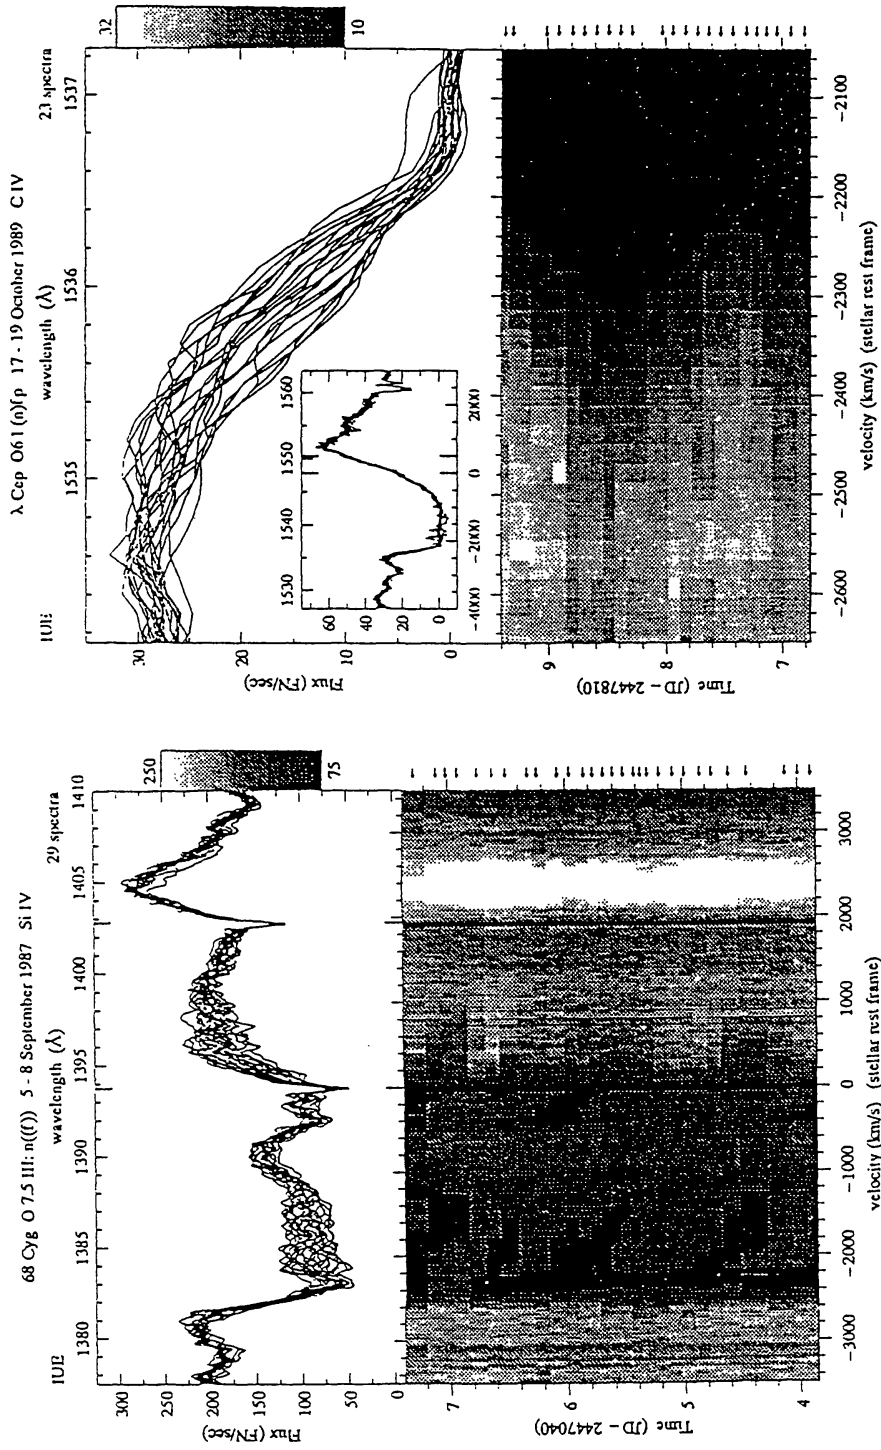 68 Cyg O 7.5 III: n((f)) 5 - 8 September 1987 Si IV
IUE
wavelength (Å)
29 spectra
1380 1385 1390 1395 1400 1405 1410
Flux (FN/sec)
300
250
200
150
100
50
0
250
75
Time (JD – 2447040)
7
6
5
4
-3000 -2000 -1000 0 1000 2000 3000
velocity (km/s) (stellar rest frame)
λ Cep O6 I (n)fp 17 - 19 October 1989 C IV
IUE
wavelength (Å)
23 spectra
1535 1536 1537
Flux (FN/sec)
30
20
10
0
32
10
1530 1540 1550 1560
60
40
20
0
-4000 -2000 0 2000
Time (JD – 2447810)
9
8
7
-2600 -2500 -2400 -2300 -2200 -2100
velocity (km/s) (stellar rest frame)